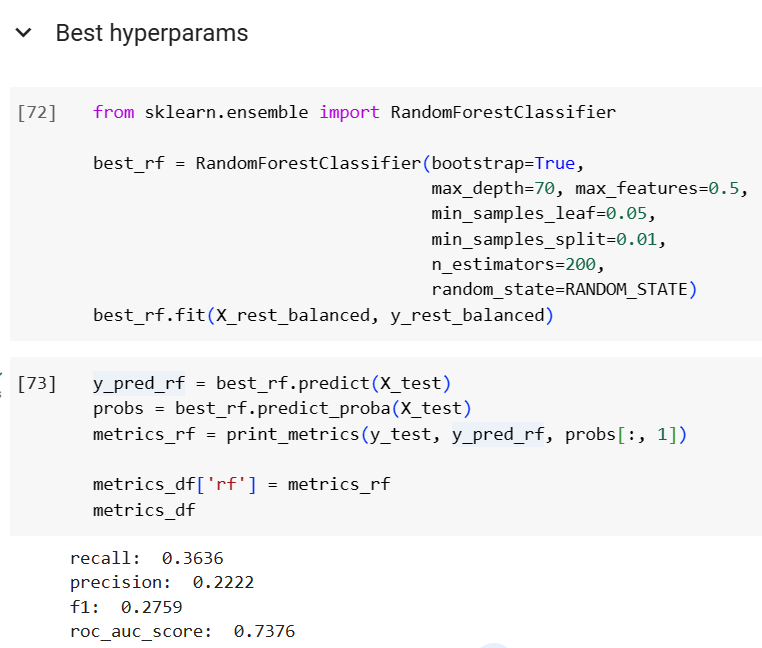 Best hyperparams
[72] from sklearn.ensemble import RandomForestClassifier
best_rf = RandomForestClassifier(bootstrap=True,
max_depth=70, max_features=0.5,
min_samples_leaf=0.05,
min_samples_split=0.01,
n_estimators=200,
random_state=RANDOM_STATE)
best_rf.fit(X_rest_balanced, y_rest_balanced)
[73] y_pred_rf = best_rf.predict(X_test)
probs = best_rf.predict_proba(X_test)
metrics_rf = print_metrics(y_test, y_pred_rf, probs[:, 1])
metrics_df['rf'] = metrics_rf
metrics_df
recall:  0.3636
precision:  0.2222
f1:  0.2759
roc_auc_score:  0.7376